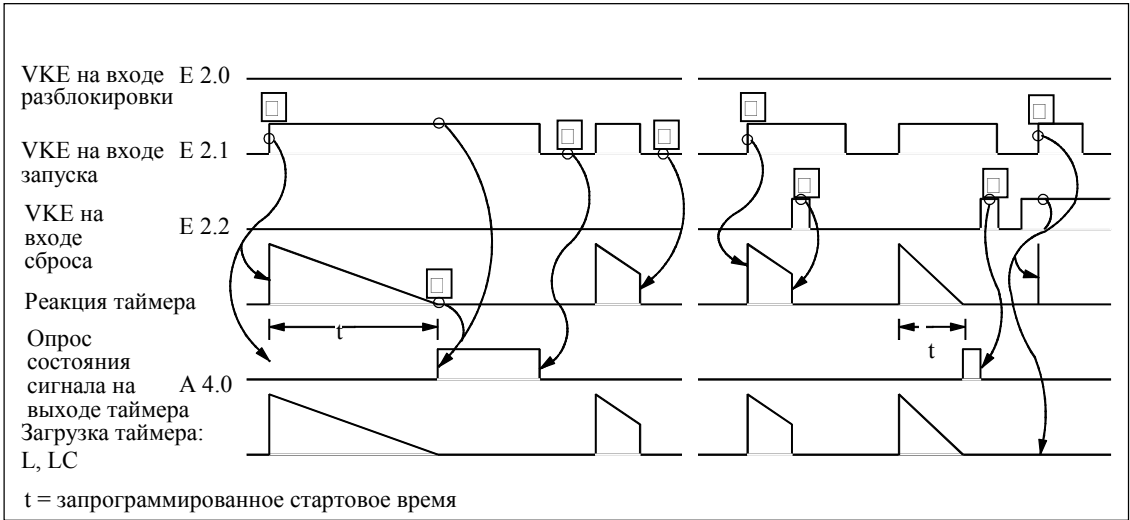 VKE на входе E 2.0
разблокировки
VKE на входе E 2.1
запуска
VKE на
входе E 2.2
сброса
Реакция таймера
t
t
Опрос
состояния
сигнала на A 4.0
выходе таймера
Загрузка таймера:
L, LC
t = запрограммированное стартовое время